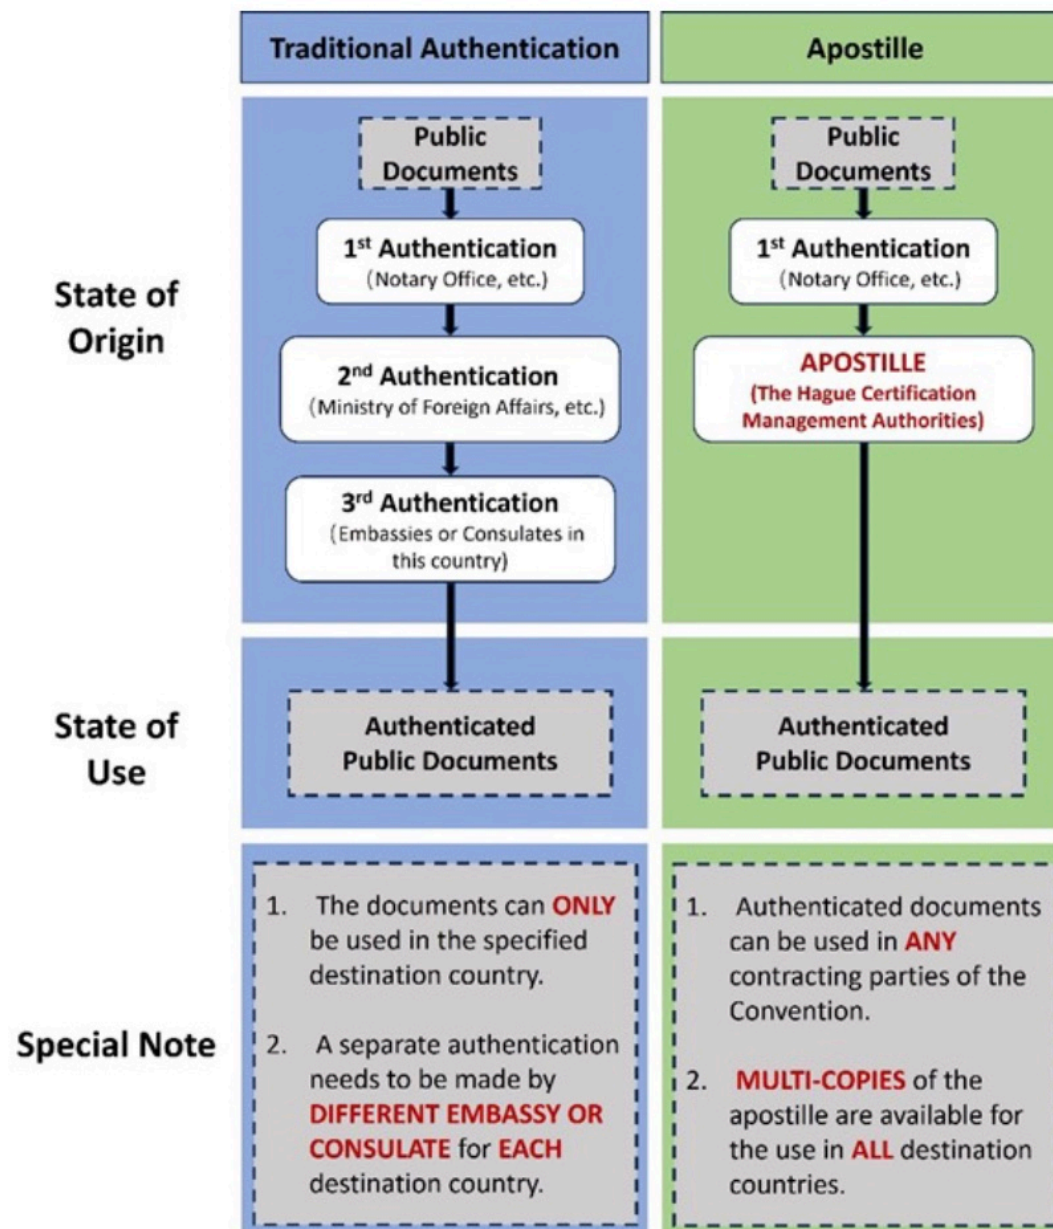 Traditional Authentication
Apostille
State of
Origin
Public
Documents
1st Authentication
(Notary Office, etc.)
2nd Authentication
(Ministry of Foreign Affairs, etc.)
3rd Authentication
(Embassies or Consulates in
this country)
Public
Documents
1st Authentication
(Notary Office, etc.)
APOSTILLE
(The Hague Certification
Management Authorities)
State of
Use
Authenticated
Public Documents
Authenticated
Public Documents
Special Note
1. The documents can ONLY
be used in the specified
destination country.
2. A separate authentication
needs to be made by
DIFFERENT EMBASSY OR
CONSULATE for EACH
destination country.
1. Authenticated documents
can be used in ANY
contracting parties of the
Convention.
2. MULTI-COPIES of the
apostille are available for
the use in ALL destination
countries.